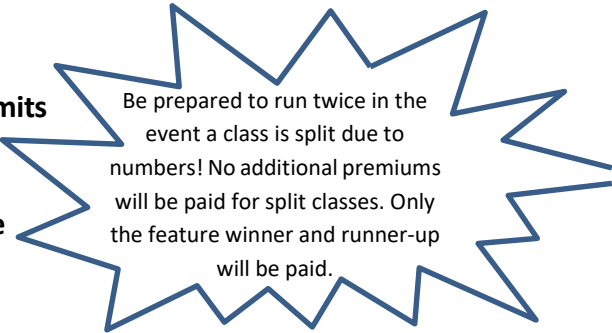 mits
Be prepared to run twice in the
event a class is split due to
numbers! No additional premiums
will be paid for split classes. Only
e
the feature winner and runner-up
will be paid.